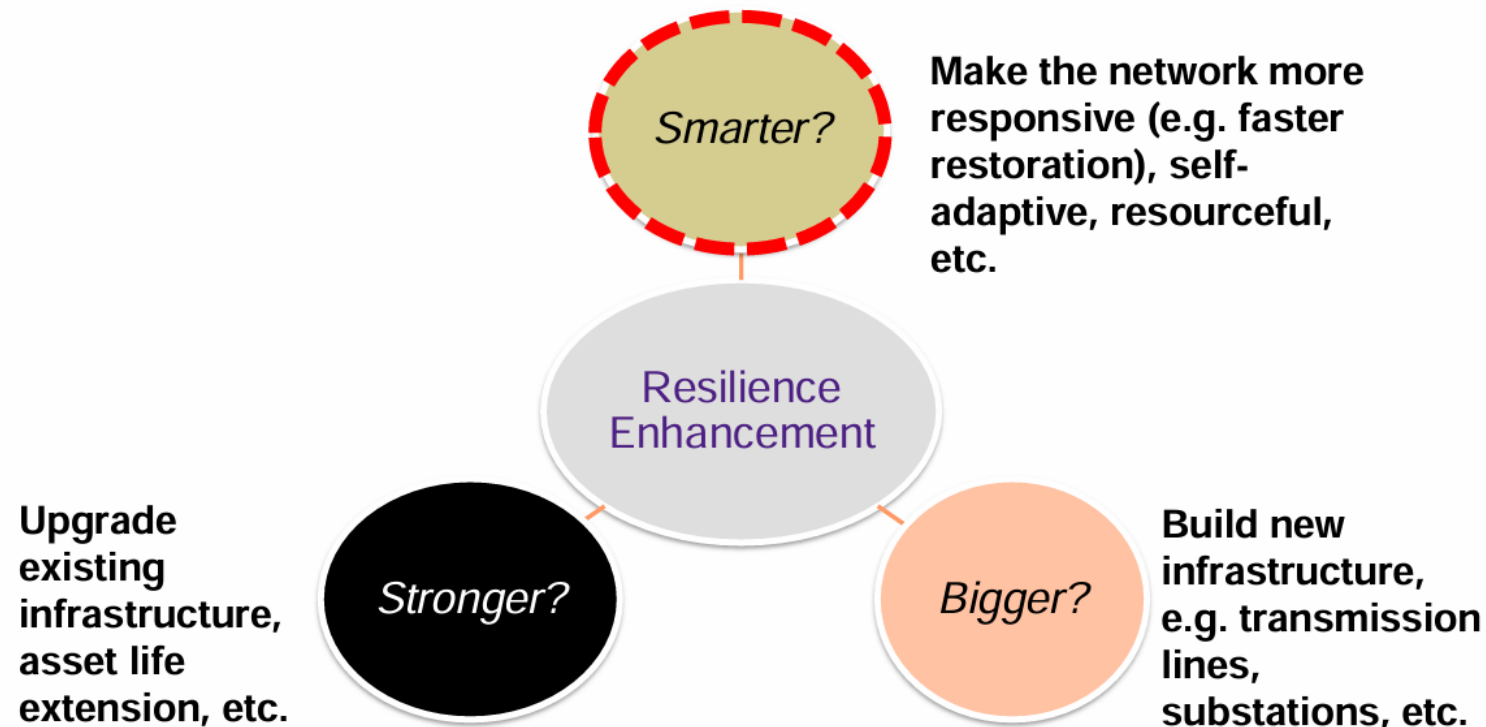 Smarter?
Make the network more
responsive (e.g. faster
restoration), self-
adaptive, resourceful,
etc.
Resilience
Enhancement
Upgrade
existing
infrastructure,
asset life
extension, etc.
Stronger?
Bigger?
Build new
infrastructure,
e.g. transmission
lines,
substations, etc.